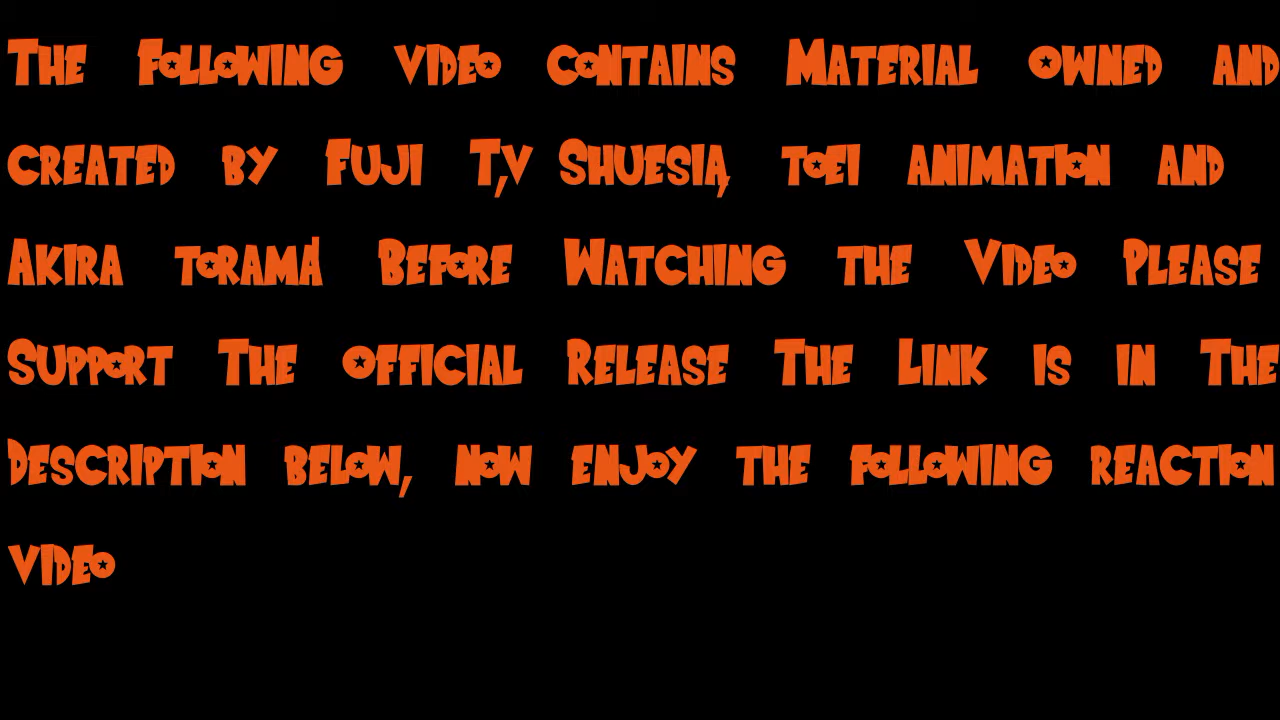 The Following video contains Material owned and
created by Fuji T,V Shuesia, toei animation and
Akira torama' Before Watching the Video Please
Support The official Release The Link is in The
Description below, now enjoy the following reaction
video